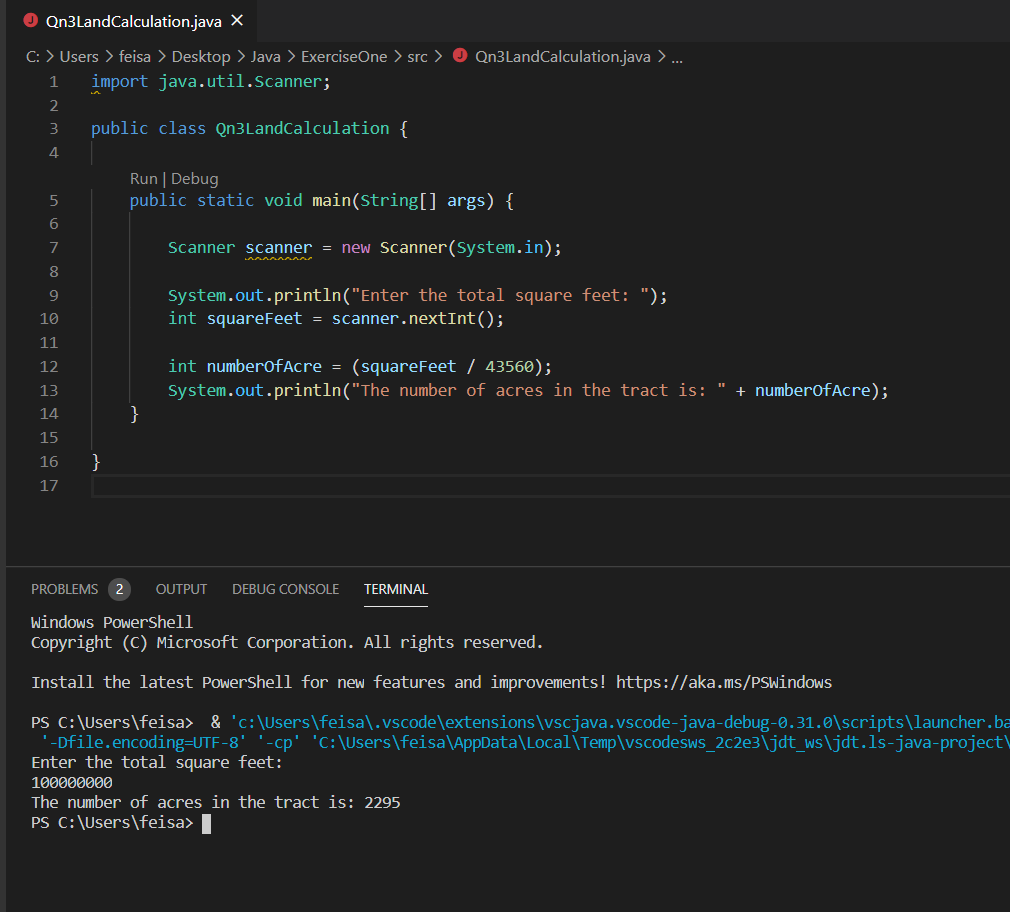 Qn3LandCalculation.java
C: > Users > feisa > Desktop > Java > ExerciseOne > src > Qn3LandCalculation.java > ...
1 import java.util.Scanner;
2
3 public class Qn3LandCalculation {
4
Run | Debug
5 public static void main(String[] args) {
6
7 Scanner scanner = new Scanner(System.in);
8
9 System.out.println("Enter the total square feet: ");
10 int squareFeet = scanner.nextInt();
11
12 int numberOfAcre = (squareFeet / 43560);
13 System.out.println("The number of acres in the tract is: " + numberOfAcre);
14 }
15
16 }
17
PROBLEMS 2 OUTPUT DEBUG CONSOLE TERMINAL
Windows PowerShell
Copyright (C) Microsoft Corporation. All rights reserved.
Install the latest PowerShell for new features and improvements! https://aka.ms/PSWindows
PS C:\Users\feisa> & 'c:\Users\feisa\.vscode\extensions\vscjava.vscode-java-debug-0.31.0\scripts\launcher.ba
'-Dfile.encoding=UTF-8' '-cp' 'C:\Users\feisa\AppData\Local\Temp\vscodesws_2c2e3\jdt_ws\jdt.ls-java-project\
Enter the total square feet:
100000000
The number of acres in the tract is: 2295
PS C:\Users\feisa>